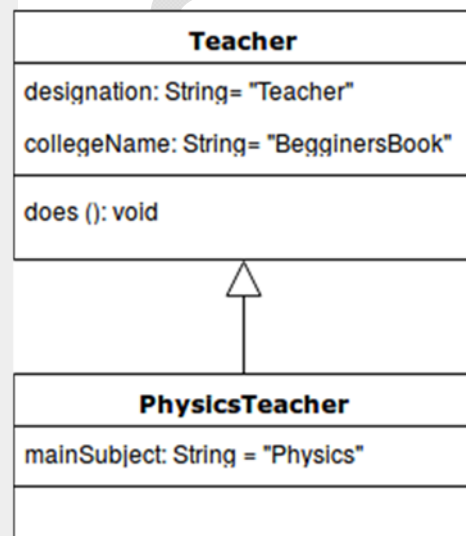 Teacher
designation: String= "Teacher"
collegeName: String= "BegginersBook"
does (): void
PhysicsTeacher
mainSubject: String = "Physics"